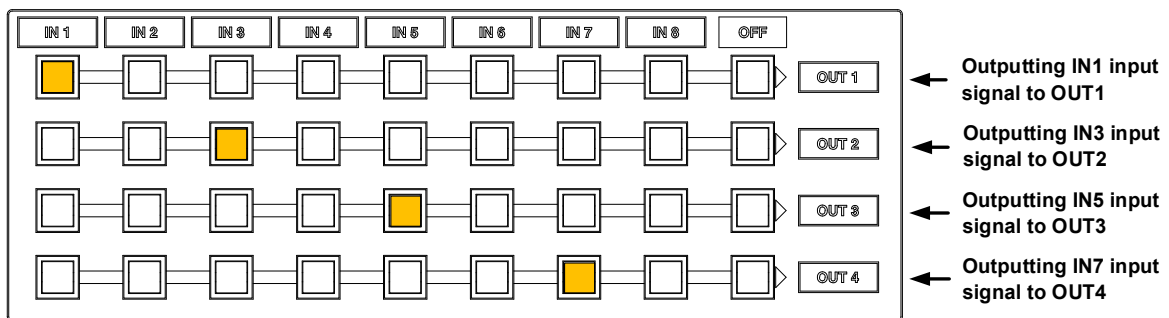 IN 1 IN 2 IN 3 IN 4 IN 5 IN 6 IN 7 IN 8 OFF
OUT 1
Outputting IN1 input
signal to OUT1
OUT 2
Outputting IN3 input
signal to OUT2
OUT 3
Outputting IN5 input
signal to OUT3
OUT 4
Outputting IN7 input
signal to OUT4